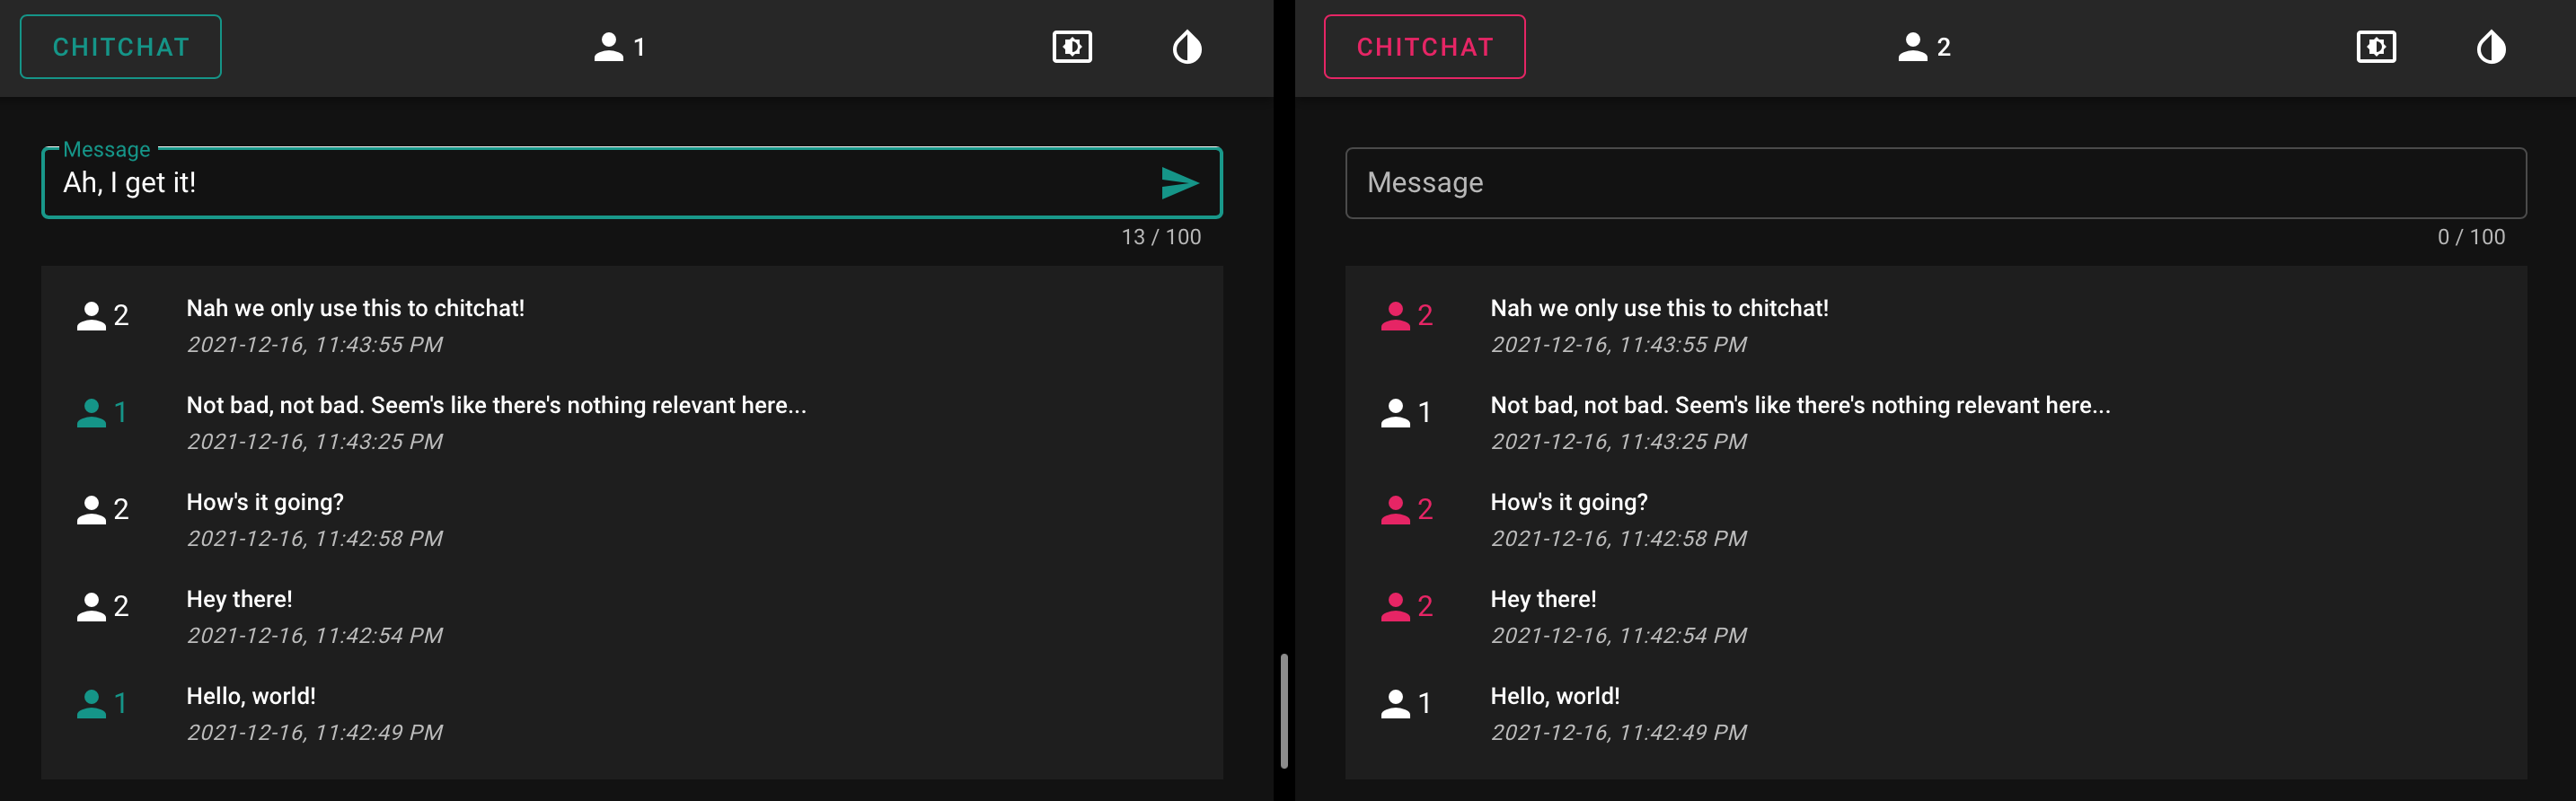 CHITCHAT
1
Message
Ah, I get it!
13 / 100
2
Nah we only use this to chitchat!
2021-12-16, 11:43:55 PM
1
Not bad, not bad. Seem's like there's nothing relevant here...
2021-12-16, 11:43:25 PM
2
How's it going?
2021-12-16, 11:42:58 PM
2
Hey there!
2021-12-16, 11:42:54 PM
1
Hello, world!
2021-12-16, 11:42:49 PM
CHITCHAT
2
Message
0 / 100
2
Nah we only use this to chitchat!
2021-12-16, 11:43:55 PM
1
Not bad, not bad. Seem's like there's nothing relevant here...
2021-12-16, 11:43:25 PM
2
How's it going?
2021-12-16, 11:42:58 PM
2
Hey there!
2021-12-16, 11:42:54 PM
1
Hello, world!
2021-12-16, 11:42:49 PM